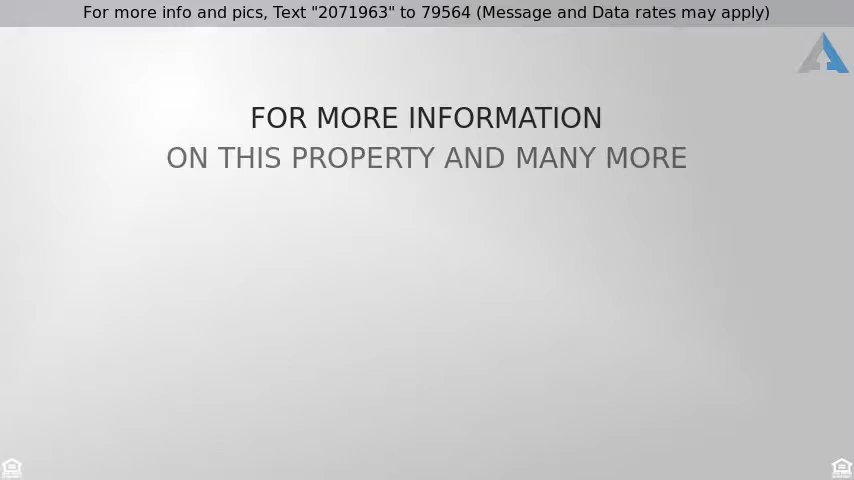 For more info and pics, Text "2071963" to 79564 (Message and Data rates may apply)
FOR MORE INFORMATION
ON THIS PROPERTY AND MANY MORE